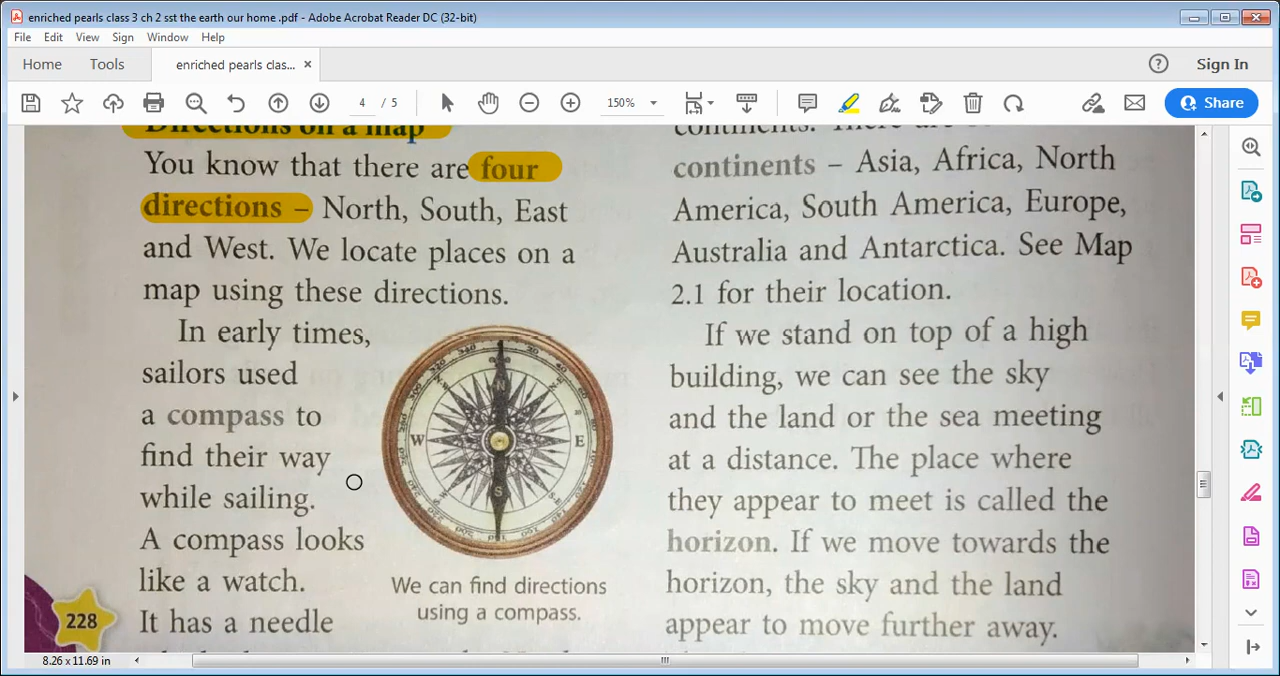 enriched pearls class 3 ch 2 sst the earth our home .pdf - Adobe Acrobat Reader DC (32-bit)
File Edit View Sign Window Help
Home Tools enriched pearls clas... × Sign In
4 / 5 150% Share
Directions on a map
You know that there are four
directions – North, South, East
and West. We locate places on a
map using these directions.
In early times,
sailors used
a compass to
find their way
while sailing.
A compass looks
like a watch.
It has a needle
N
W E
S
We can find directions
using a compass.
228
continents. There are
continents – Asia, Africa, North
America, South America, Europe,
Australia and Antarctica. See Map
2.1 for their location.
If we stand on top of a high
building, we can see the sky
and the land or the sea meeting
at a distance. The place where
they appear to meet is called the
horizon. If we move towards the
horizon, the sky and the land
appear to move further away.
8.26 x 11.69 in